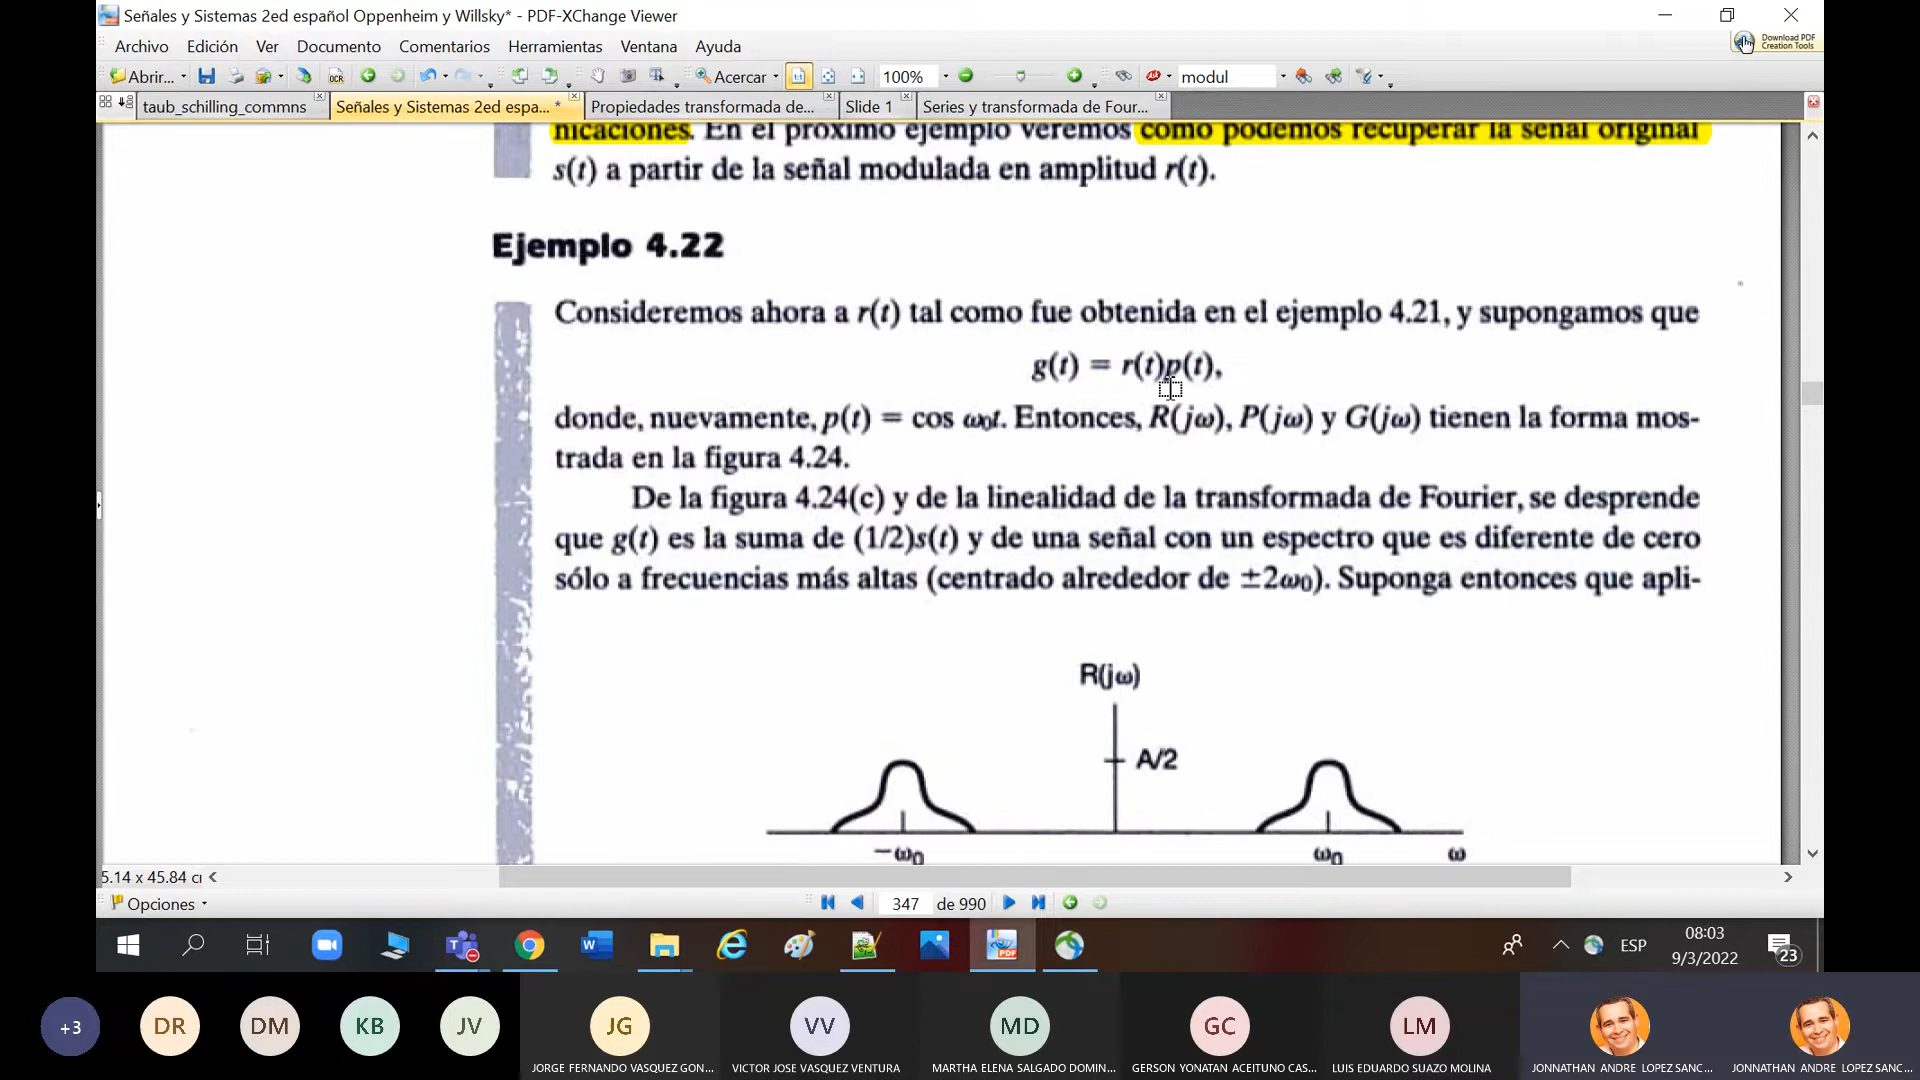 Señales y Sistemas 2ed español Oppenheim y Willsky* - PDF-XChange Viewer
Archivo Edición Ver Documento Comentarios Herramientas Ventana Ayuda
Download PDF
Creation Tools
Abrir... OCR Acercar 100% modul
taub_schilling_commns Señales y Sistemas 2ed espa... * Propiedades transformada de... Slide 1 Series y transformada de Four...
nicaciones. En el próximo ejemplo veremos cómo podemos recuperar la señal original
s(t) a partir de la señal modulada en amplitud r(t).
Ejemplo 4.22
Consideremos ahora a r(t) tal como fue obtenida en el ejemplo 4.21, y supongamos que
g(t) = r(t)p(t),
donde, nuevamente, p(t) = cos ω₀t. Entonces, R(jω), P(jω) y G(jω) tienen la forma mos-
trada en la figura 4.24.
De la figura 4.24(c) y de la linealidad de la transformada de Fourier, se desprende
que g(t) es la suma de (1/2)s(t) y de una señal con un espectro que es diferente de cero
sólo a frecuencias más altas (centrado alrededor de ±2ω₀). Suponga entonces que apli-
R(jω)
A/2
−ω₀ ω₀ ω
5.14 x 45.84 cι
Opciones 347 de 990
ESP
08:03
9/3/2022
23
+3 DR DM KB JV JG VV MD GC LM
JORGE FERNANDO VASQUEZ GON... VICTOR JOSE VASQUEZ VENTURA MARTHA ELENA SALGADO DOMIN... GERSON YONATAN ACEITUNO CAS... LUIS EDUARDO SUAZO MOLINA JONNATHAN ANDRE LOPEZ SANC... JONNATHAN ANDRE LOPEZ SANC...